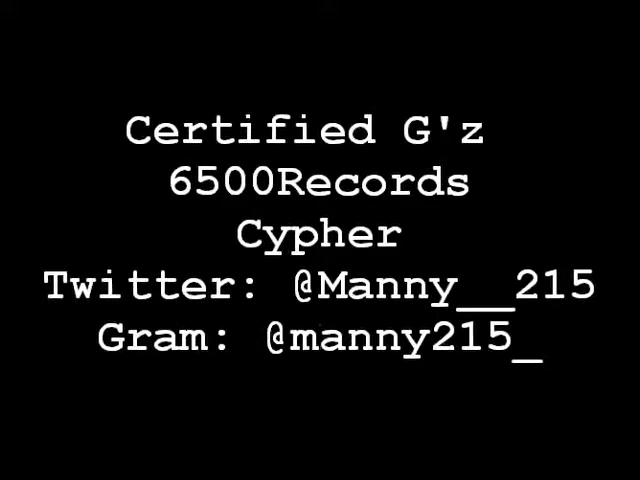 Certified G'z
6500Records
Cypher
Twitter: @Manny__215
Gram: @manny215_